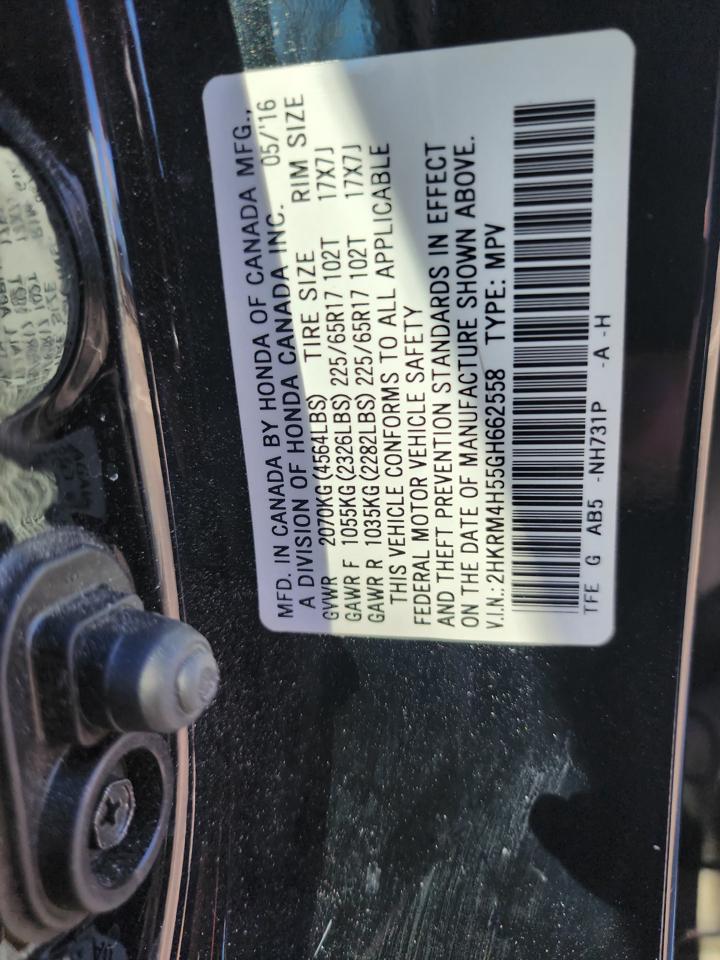 MFD. IN CANADA BY HONDA OF CANADA MFG.,
A DIVISION OF HONDA CANADA INC. 05/'16
GVWR 2070KG(4564LBS) TIRE SIZE RIM SIZE
GAWR F 1055KG(2326LBS) 225/65R17 102T 17X7J
GAWR R 1035KG(2282LBS) 225/65R17 102T 17X7J
THIS VEHICLE CONFORMS TO ALL APPLICABLE
FEDERAL MOTOR VEHICLE SAFETY
AND THEFT PREVENTION STANDARDS IN EFFECT
ON THE DATE OF MANUFACTURE SHOWN ABOVE.
V.I.N.:2HKRM4H55GH662558 TYPE: MPV
TFE G AB5 -NH731P -A -H